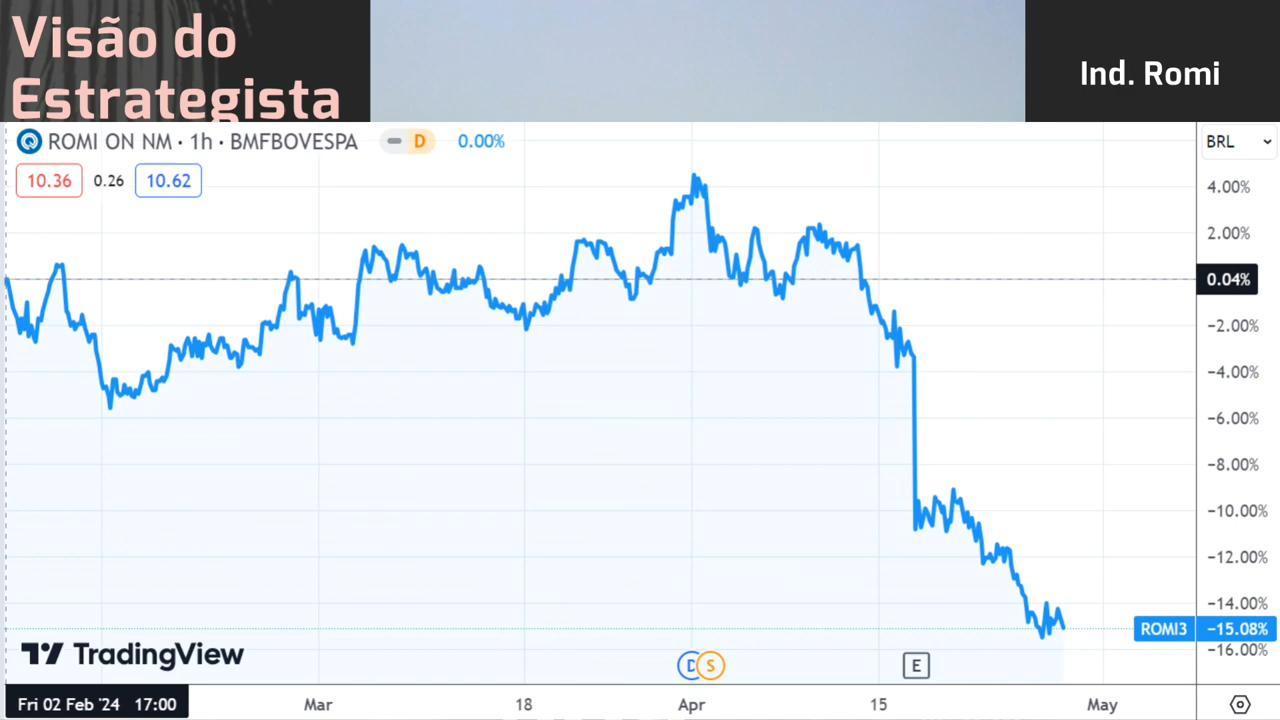 Visão do
Estrategista
Ind. Romi
ROMI ON NM · 1h · BMFBOVESPA
D
0.00%
BRL
10.36
0.26
10.62
4.00%
2.00%
0.04%
−2.00%
−4.00%
−6.00%
−8.00%
−10.00%
−12.00%
−14.00%
ROMI3
−15.08%
−16.00%
TradingView
D
S
E
Fri 02 Feb '24 17:00
Mar
18
Apr
15
May